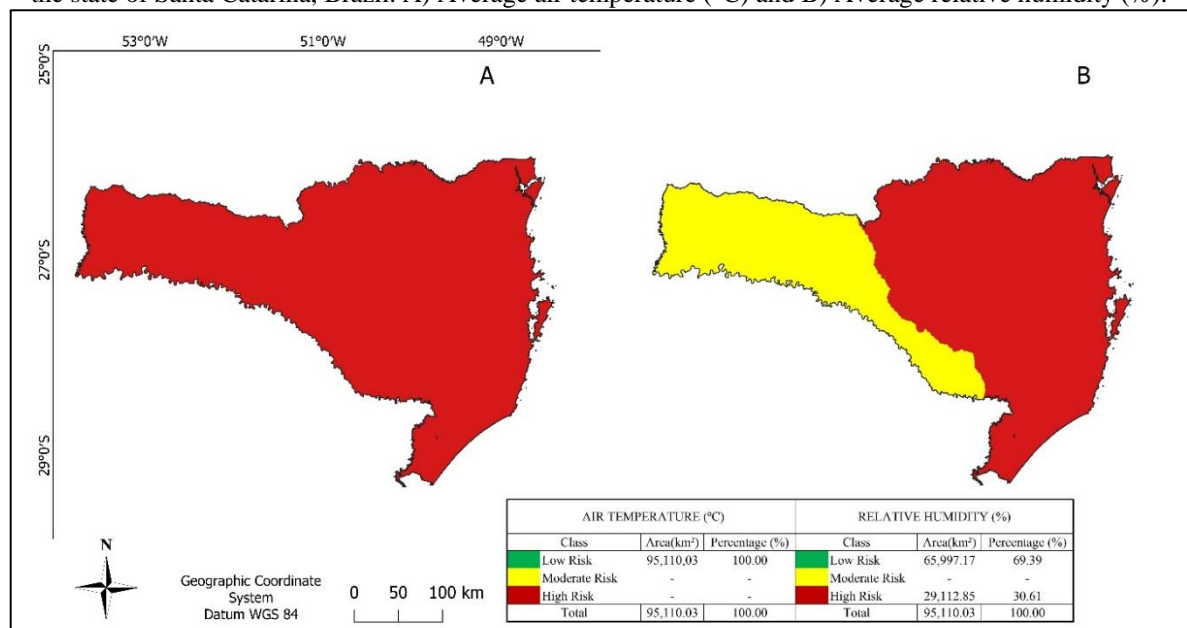 the state of Santa Catarina, Brazil. A) Average air temperature (°C) and B) Average relative humidity (%).
53°0'W 51°0'W 49°0'W
25°0'S
27°0'S
29°0'S
A
B
N
Geographic Coordinate
System
Datum WGS 84
0 50 100 km
AIR TEMPERATURE (ºC) RELATIVE HUMIDITY (%)
Class Area(km²) Percentage (%) Class Area(km²) Percentage (%)
Low Risk 95,110,03 100.00 Low Risk 65,997.17 69.39
Moderate Risk - - Moderate Risk - -
High Risk - - High Risk 29,112.85 30.61
Total 95,110.03 100.00 Total 95,110.03 100.00